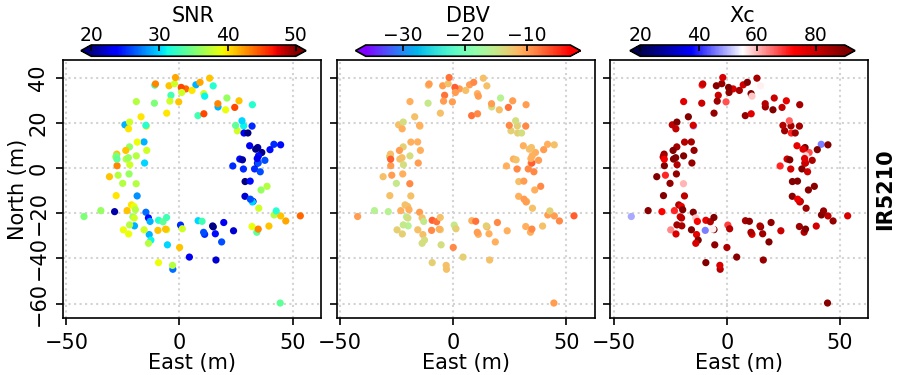 SNR DBV Xc
20 30 40 50 −30 −20 −10 20 40 60 80
40
20
0
−20
−40
−60
North (m)
IR5210
−50 0 50 −50 0 50 −50 0 50
East (m) East (m) East (m)